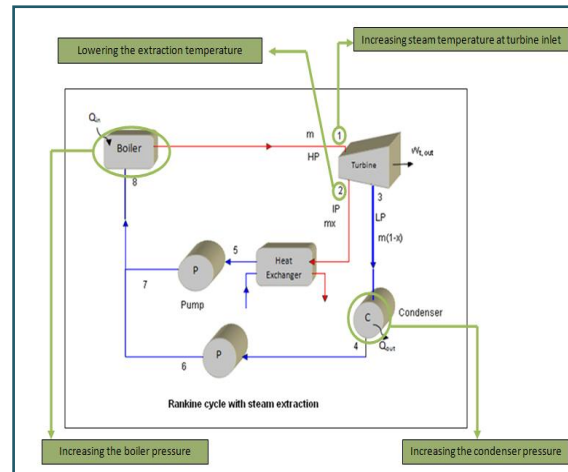 Increasing steam temperature at turbine inlet
Lowering the extraction temperature
Qin
m
1
Wt, out
Boiler
HP
Turbine
8
2
3
IP
LP
mx
m(1-x)
5
Heat
Exchanger
P
7
Pump
Condenser
C
4
Qout
P
6
Rankine cycle with steam extraction
Increasing the boiler pressure
Increasing the condenser pressure